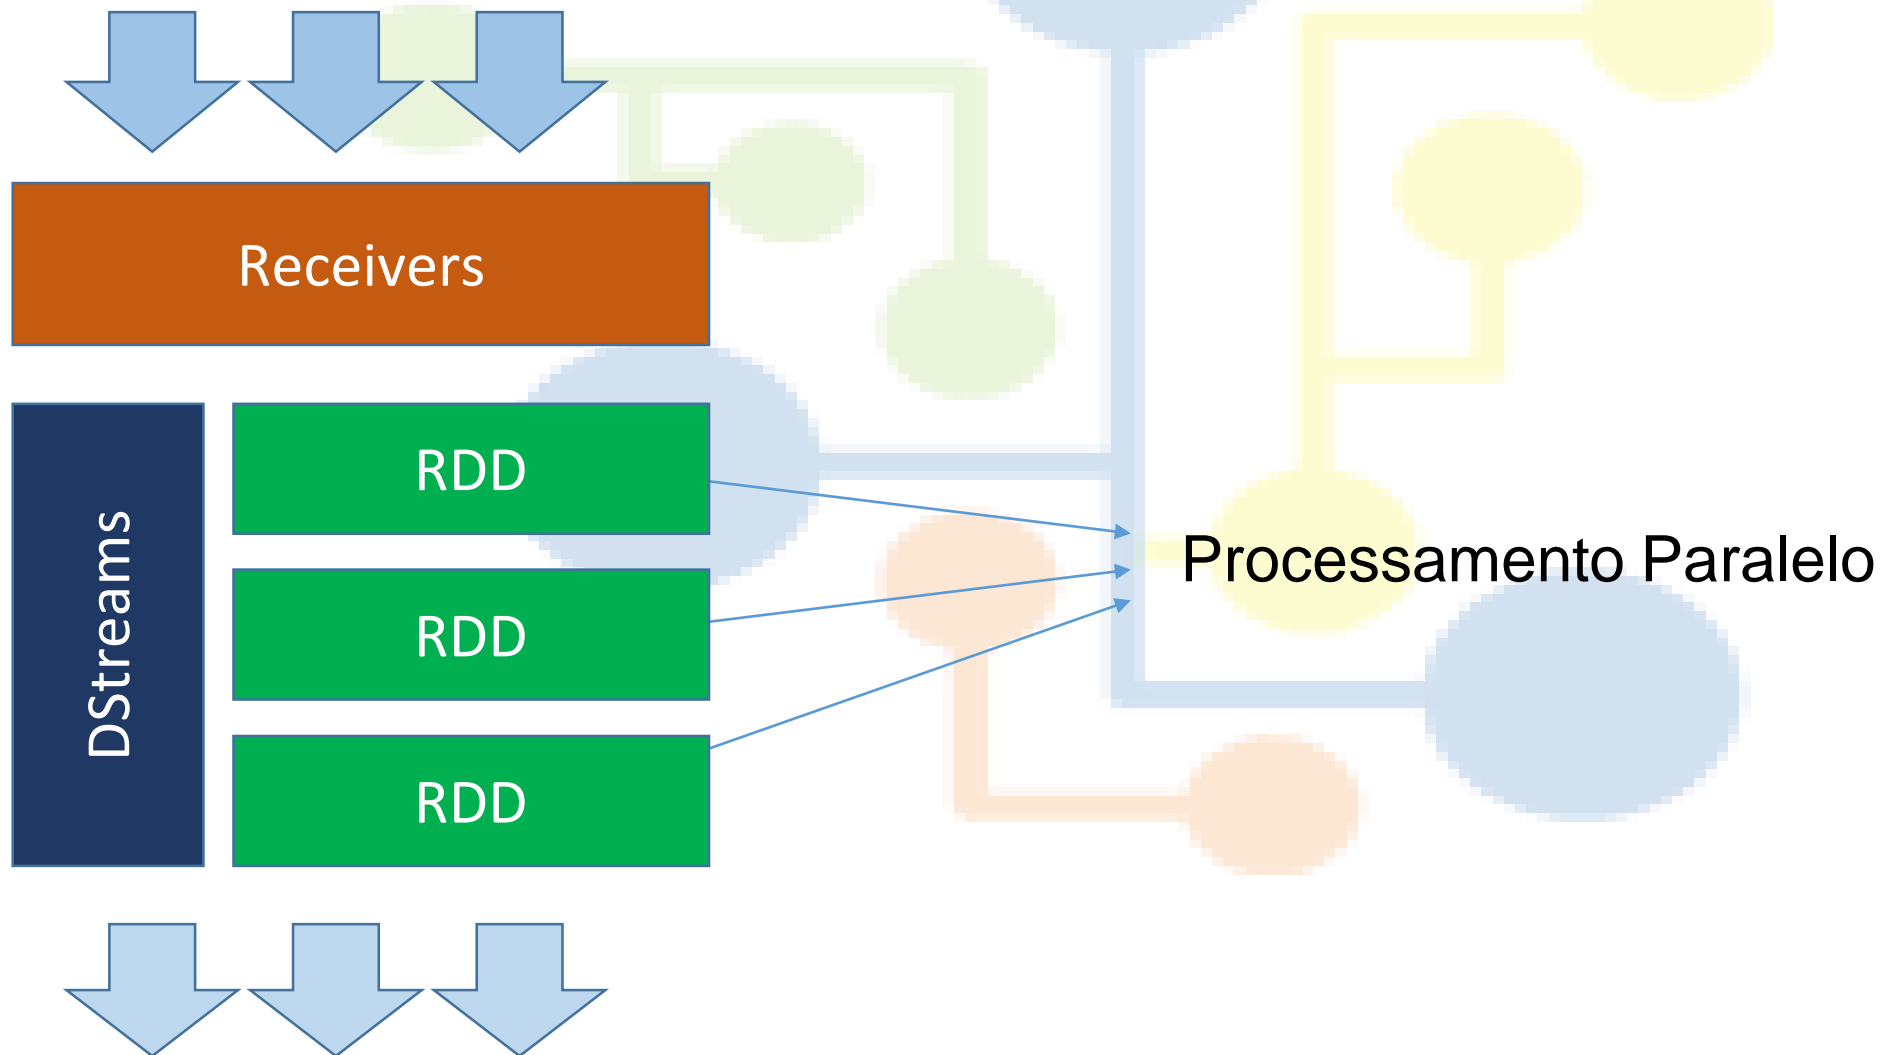 Receivers
DStreams
RDD
RDD
RDD
Processamento Paralelo